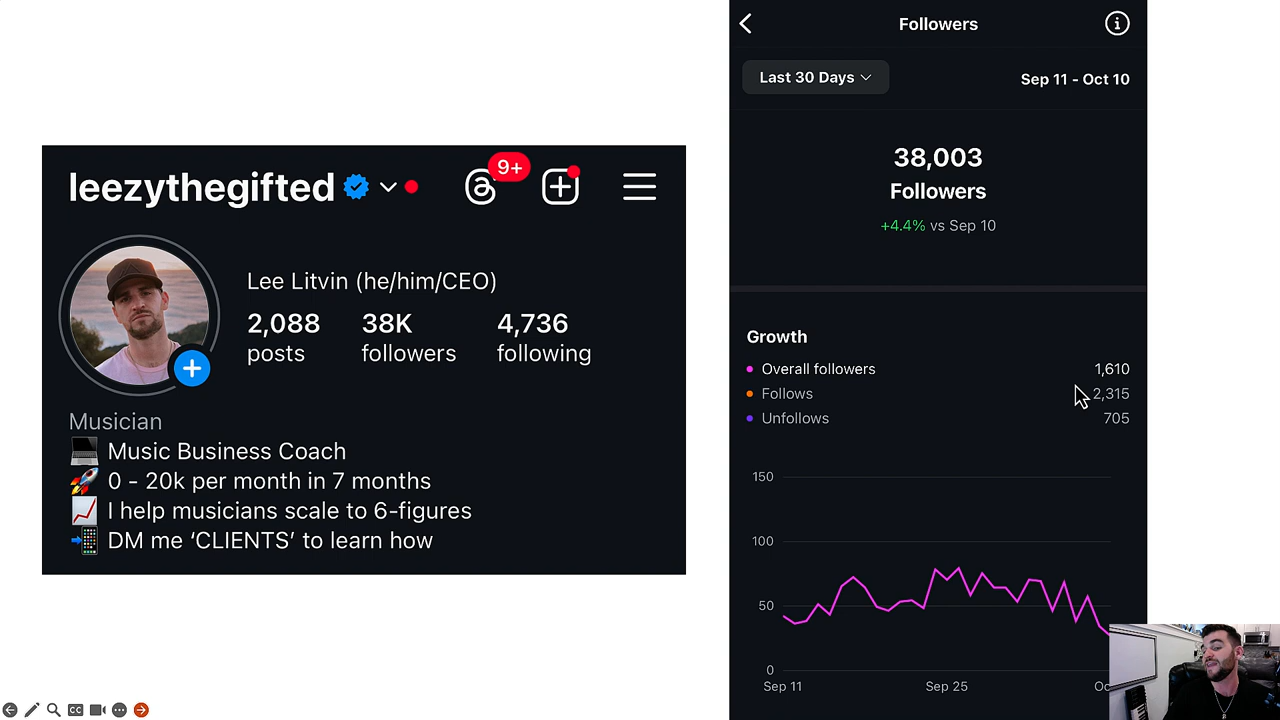 leezythegifted
9+
Lee Litvin (he/him/CEO)
2,088 38K 4,736
posts followers following
Musician
Music Business Coach
0 - 20k per month in 7 months
I help musicians scale to 6-figures
DM me ‘CLIENTS’ to learn how
Followers
Last 30 Days
Sep 11 - Oct 10
38,003
Followers
+4.4% vs Sep 10
Growth
Overall followers 1,610
Follows 2,315
Unfollows 705
150
100
50
0
Sep 11 Sep 25
CC